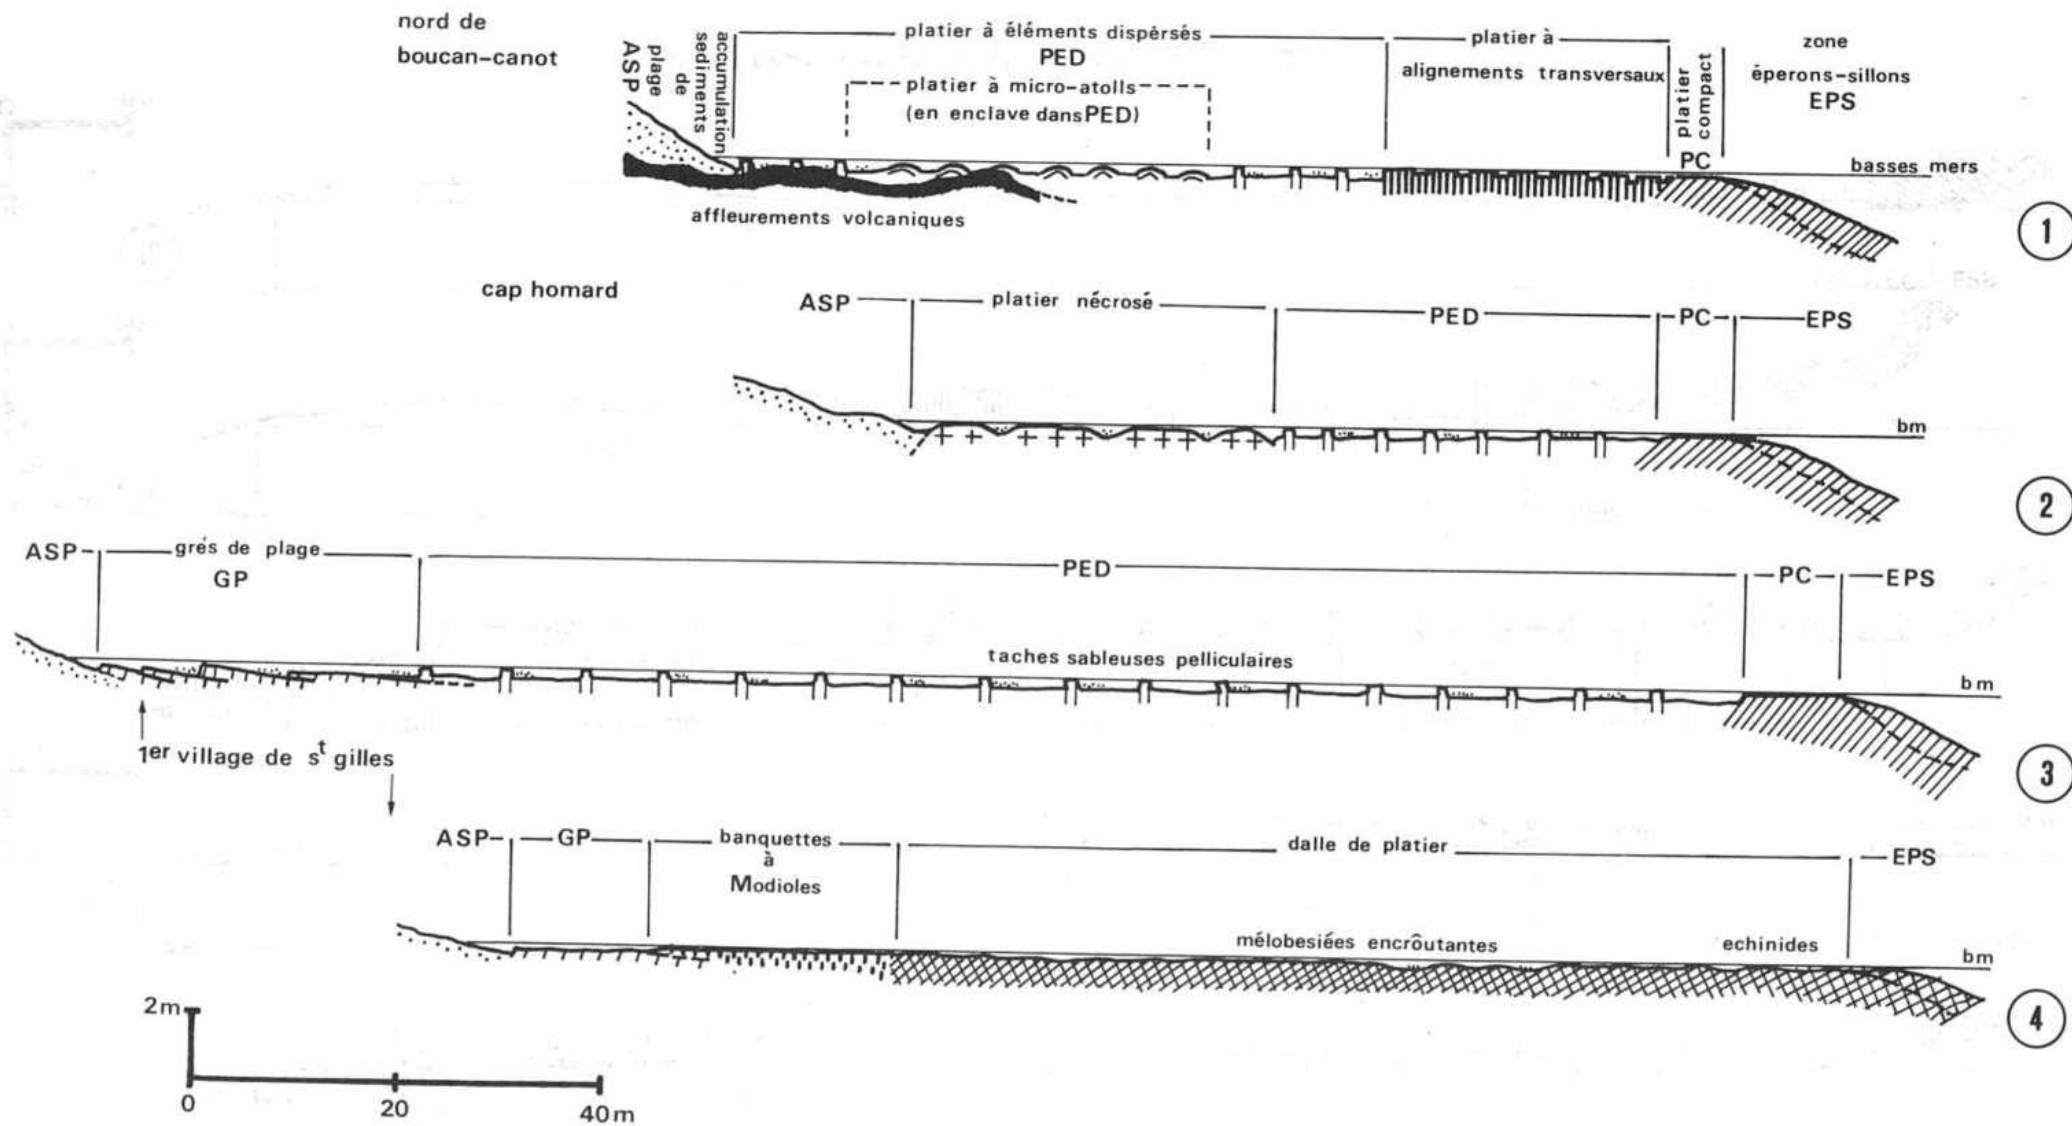 nord de
boucan-canot
ASP
plage
de
sediments
accumulation
platier à éléments dispérsés
PED
platier à micro-atolls
(en enclave dans PED)
platier à
alignements transversaux
platier
compact
PC
zone
éperons-sillons
EPS
basses mers
affleurements volcaniques
1
cap homard
ASP
platier nécrosé
PED
PC
EPS
bm
2
ASP
grés de plage
GP
PED
PC
EPS
taches sableuses pelliculaires
bm
1er village de st gilles
3
ASP
GP
banquettes
à
Modioles
dalle de platier
EPS
mélobesiées encrôutantes
echinides
bm
4
2m
0
20
40m